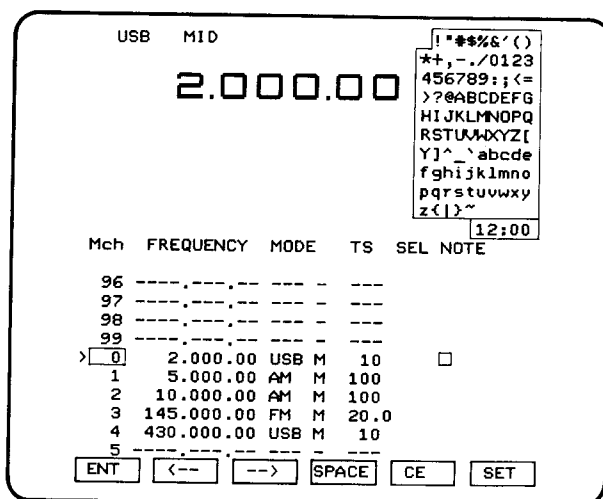 USB MID
2.000.00
!"#$%&'()
*+,-./0123
456789:;<=
>?@ABCDEFG
HIJKLMNOPQ
RSTUVWXYZ[
Y]^_`abcde
fghijklmno
pqrstuvwxy
z{|}~
12:00
Mch FREQUENCY MODE TS SEL NOTE
96 ----.---.-- --- - ---
97 ----.---.-- --- - ---
98 ----.---.-- --- - ---
99 ----.---.-- --- - ---
>0 2.000.00 USB M 10 □
1 5.000.00 AM M 100
2 10.000.00 AM M 100
3 145.000.00 FM M 20.0
4 430.000.00 USB M 10
5 ----.---.-- --- - ---
ENT <-- --> SPACE CE SET